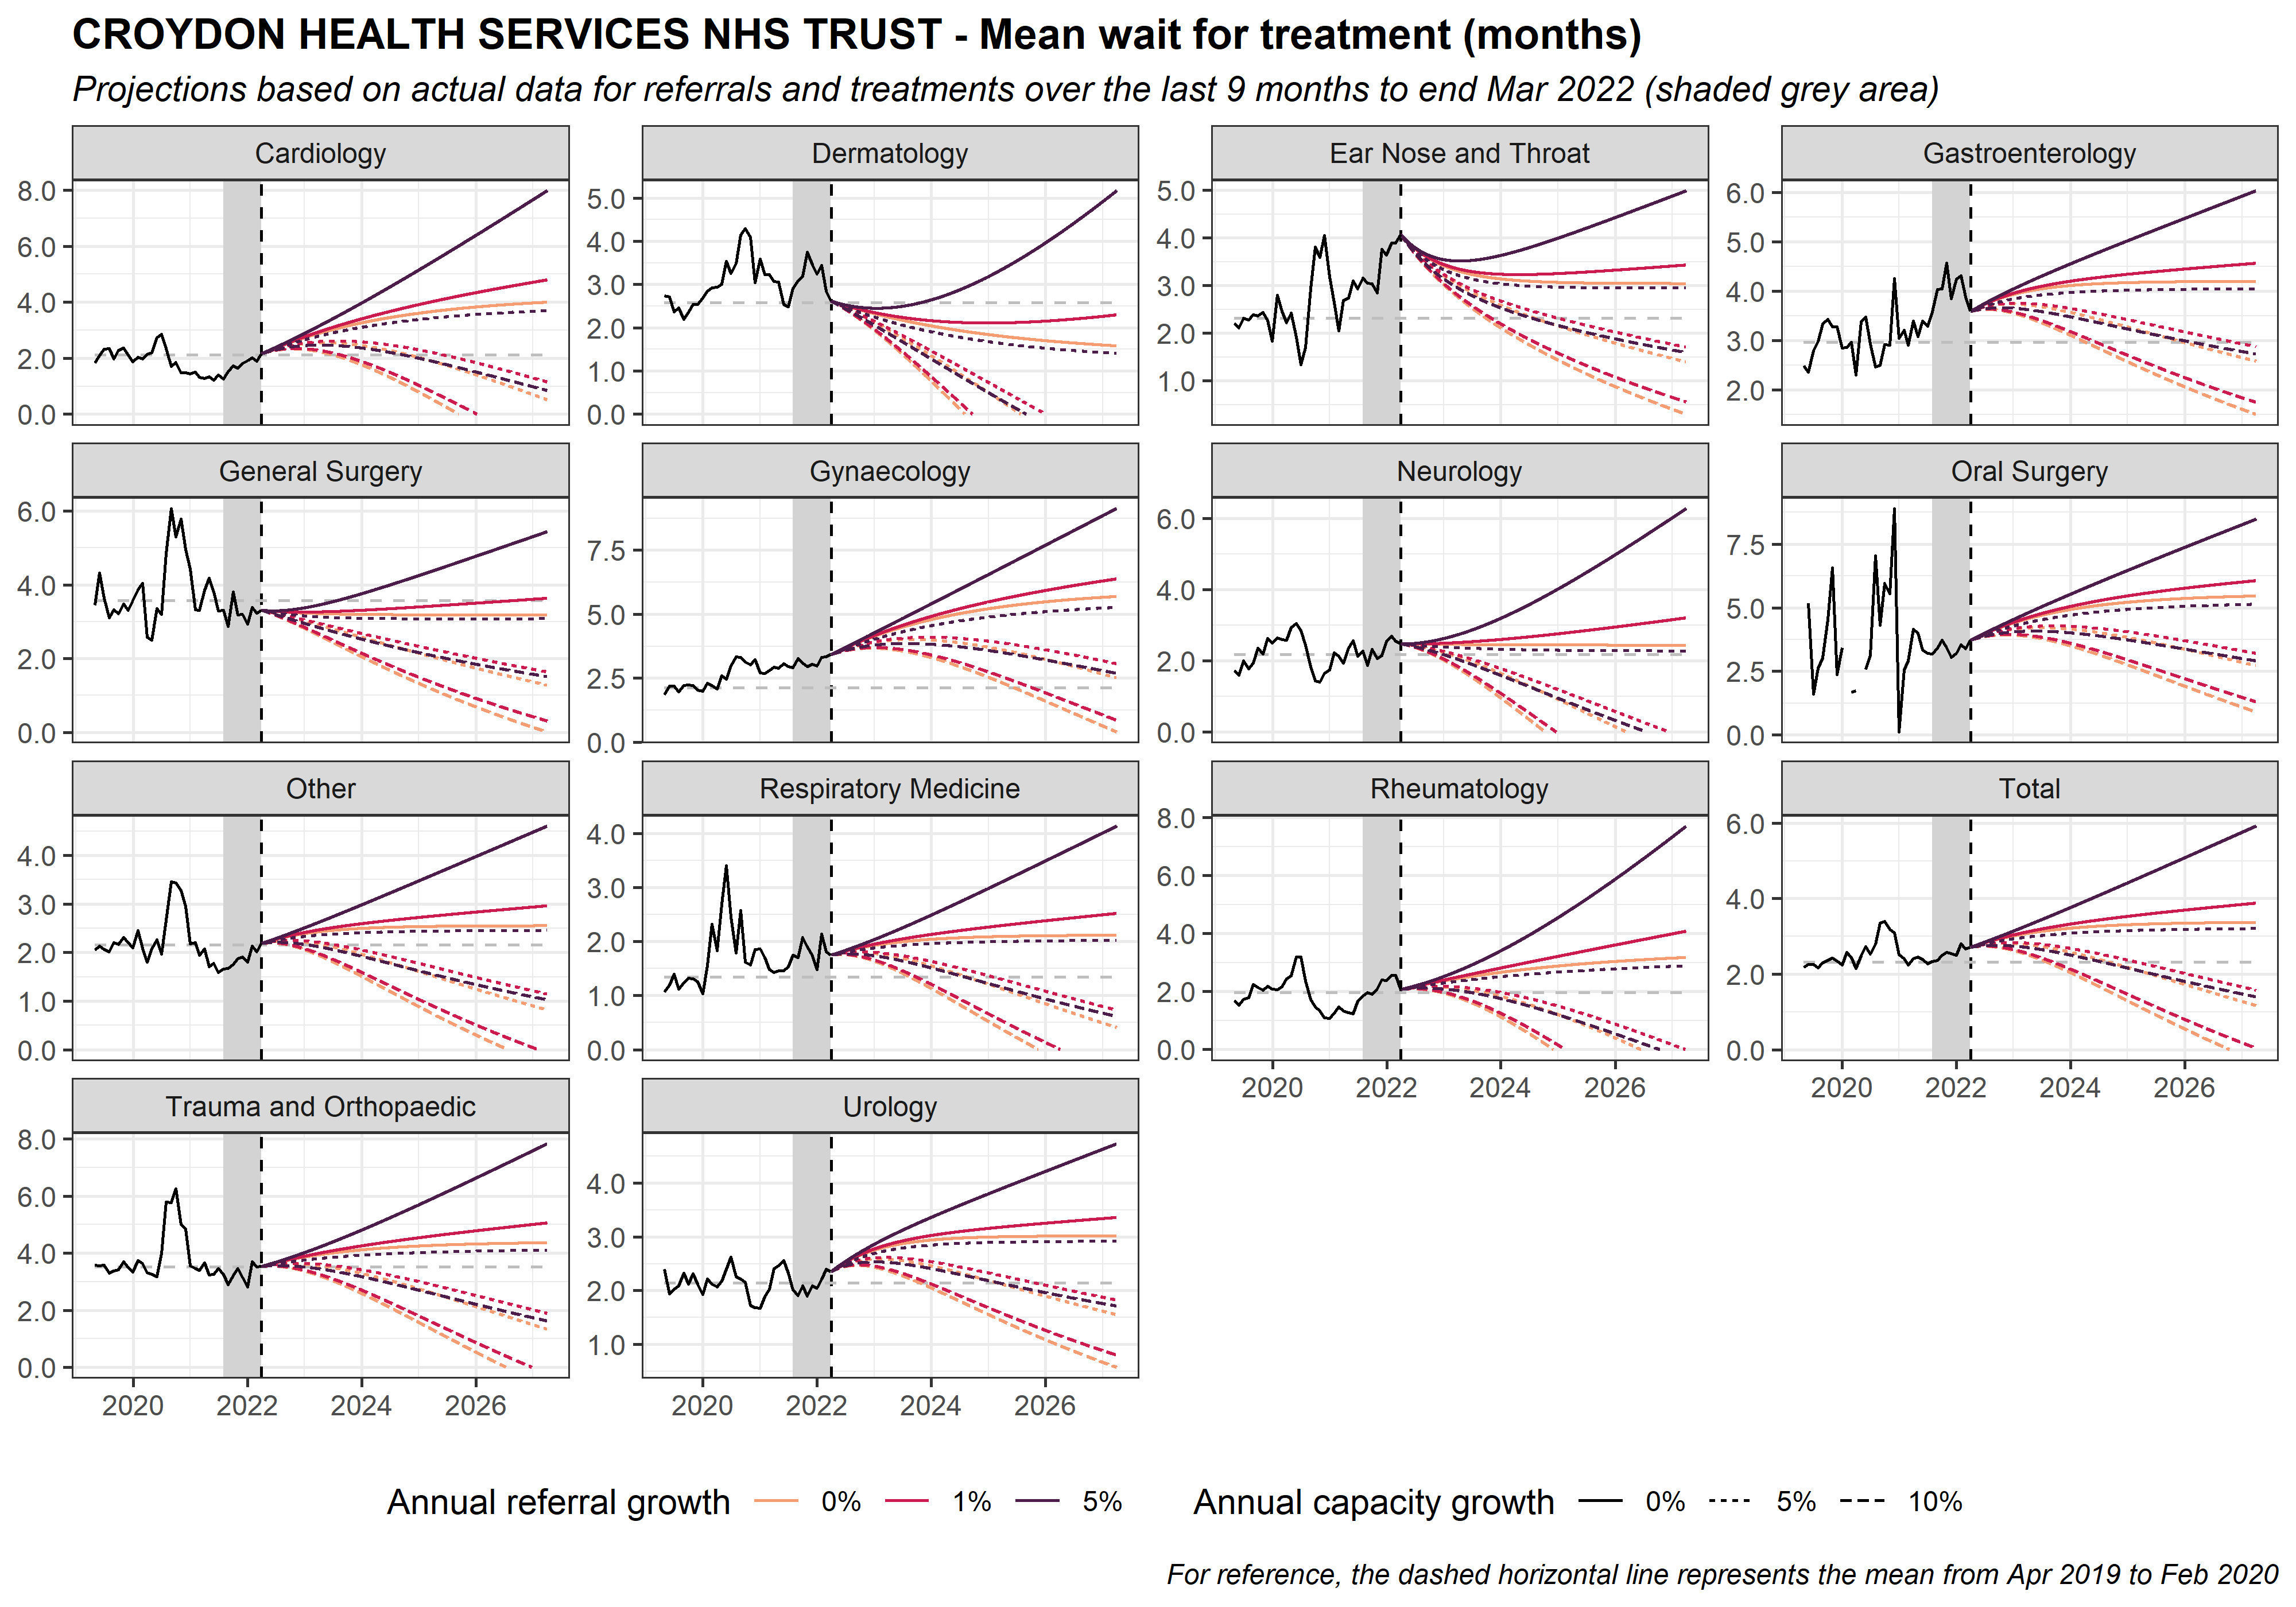 CROYDON HEALTH SERVICES NHS TRUST - Mean wait for treatment (months)
Projections based on actual data for referrals and treatments over the last 9 months to end Mar 2022 (shaded grey area)
Cardiology
8.0
6.0
4.0
2.0
0.0
Dermatology
5.0
4.0
3.0
2.0
1.0
0.0
Ear Nose and Throat
5.0
4.0
3.0
2.0
1.0
Gastroenterology
6.0
5.0
4.0
3.0
2.0
General Surgery
6.0
4.0
2.0
0.0
Gynaecology
7.5
5.0
2.5
0.0
Neurology
6.0
4.0
2.0
0.0
Oral Surgery
7.5
5.0
2.5
0.0
Other
4.0
3.0
2.0
1.0
0.0
Respiratory Medicine
4.0
3.0
2.0
1.0
0.0
Rheumatology
8.0
6.0
4.0
2.0
0.0
2020 2022 2024 2026
Total
6.0
4.0
2.0
0.0
2020 2022 2024 2026
Trauma and Orthopaedic
8.0
6.0
4.0
2.0
0.0
2020 2022 2024 2026
Urology
4.0
3.0
2.0
1.0
2020 2022 2024 2026
Annual referral growth 0% 1% 5% Annual capacity growth 0% 5% 10%
For reference, the dashed horizontal line represents the mean from Apr 2019 to Feb 2020